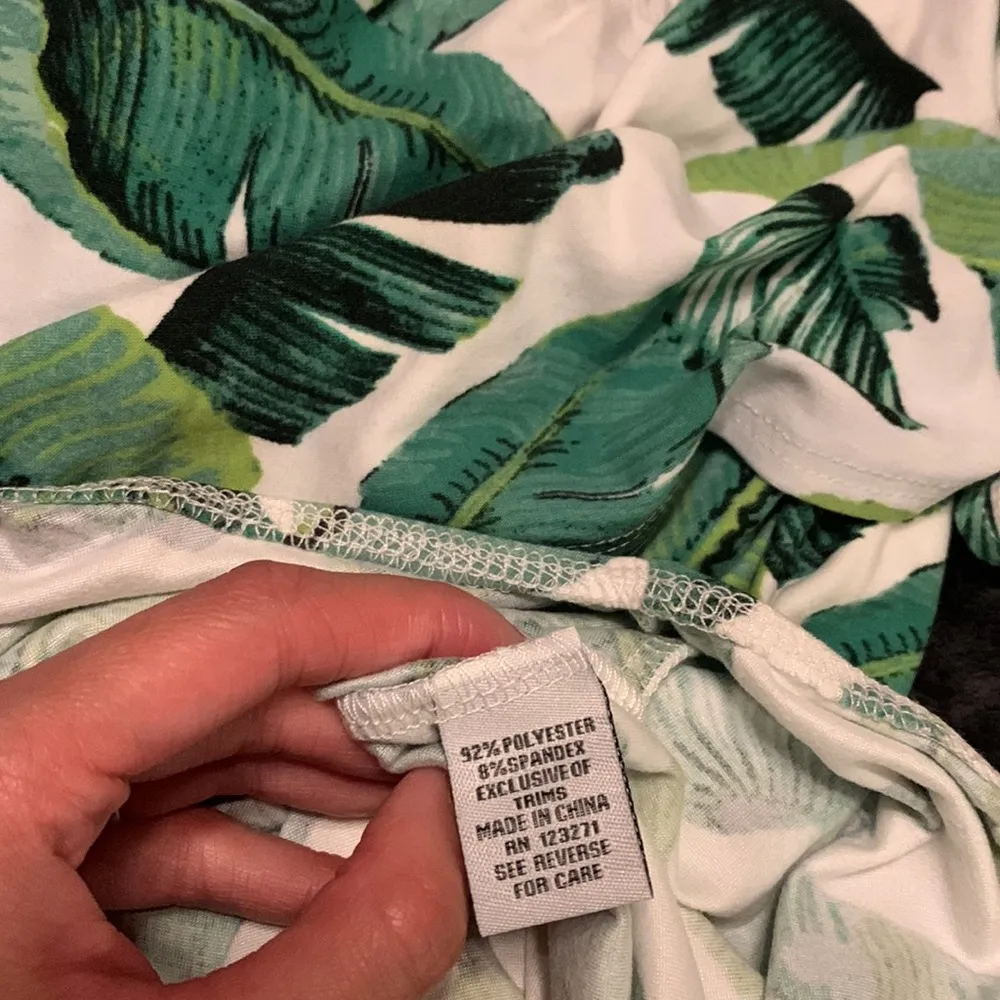 92% POLYESTER
8% SPANDEX
EXCLUSIVE OF
TRIMS
MADE IN CHINA
RN 123271
SEE REVERSE
FOR CARE